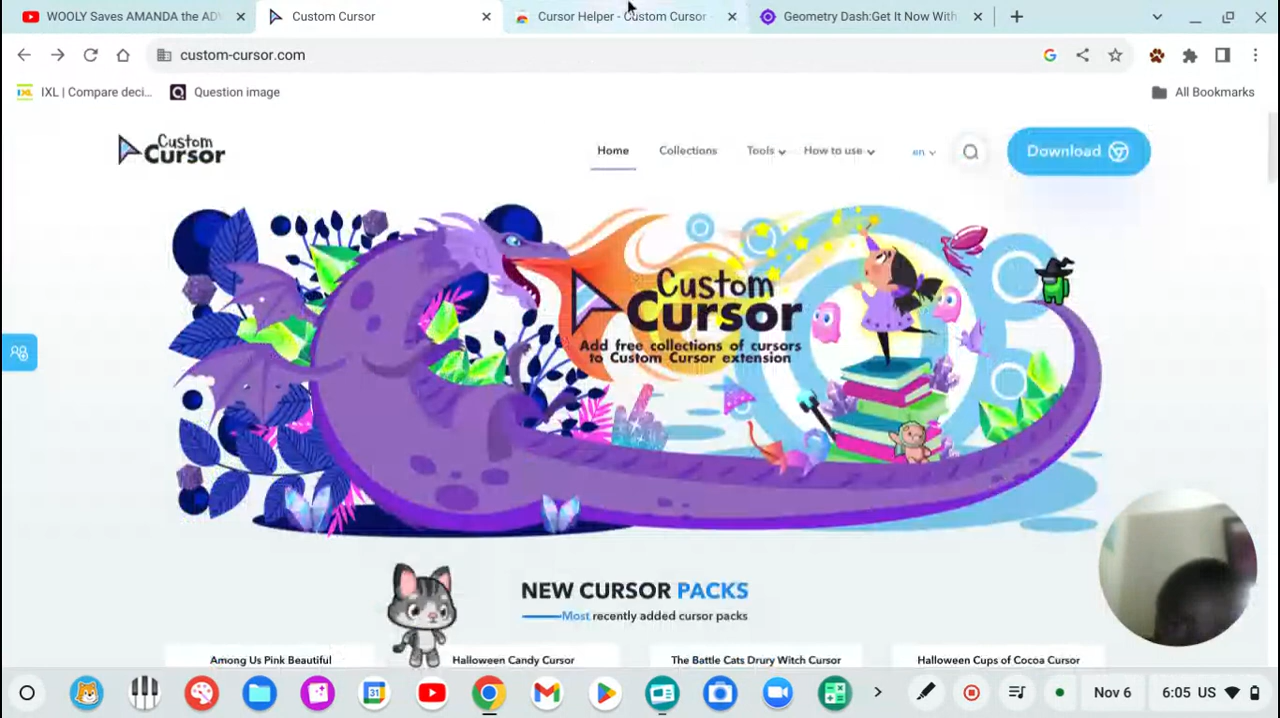 WOOLY Saves AMANDA the AD
Custom Cursor
Cursor Helper - Custom Cursor
Geometry Dash:Get It Now With
custom-cursor.com
IXL | Compare deci...
Question image
All Bookmarks
Custom
Cursor
Home
Collections
Tools
How to use
en
Download
Custom
Cursor
Add free collections of cursors
to Custom Cursor extension
NEW CURSOR PACKS
Most recently added cursor packs
Among Us Pink Beautiful
Halloween Candy Cursor
The Battle Cats Drury Witch Cursor
Halloween Cups of Cocoa Cursor
31
Nov 6
6:05 US